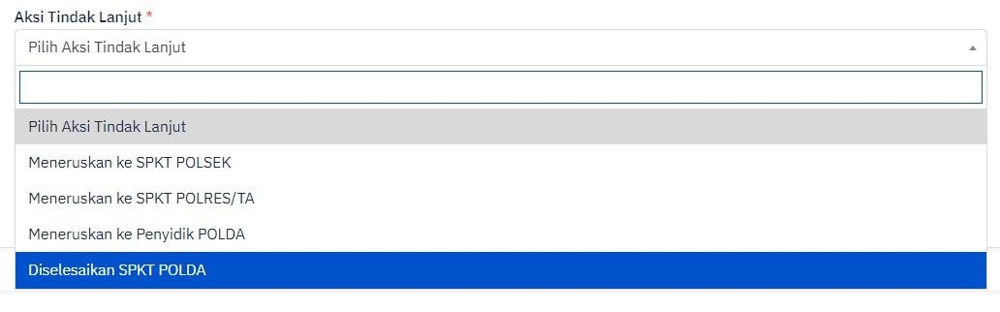 Aksi Tindak Lanjut *
Pilih Aksi Tindak Lanjut
Pilih Aksi Tindak Lanjut
Meneruskan ke SPKT POLSEK
Meneruskan ke SPKT POLRES/TA
Meneruskan ke Penyidik POLDA
Diselesaikan SPKT POLDA